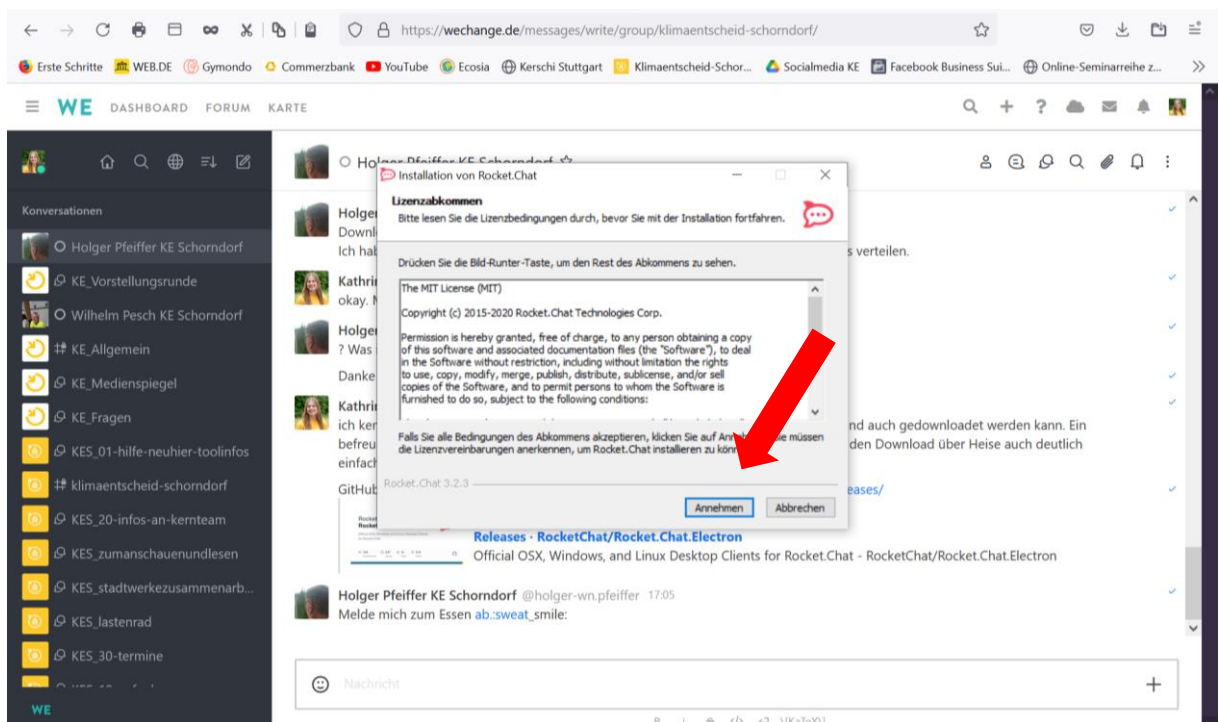 https://wechange.de/messages/write/group/klimaentscheid-schorndorf/
Erste Schritte WEB.DE Gymondo Commerzbank YouTube Ecosia Kerschi Stuttgart Klimaentscheid-Schor... Socialmedia KE Facebook Business Sui... Online-Seminarreihe z...
WE DASHBOARD FORUM KARTE
Konversationen
Holger Pfeiffer KE Schorndorf
KE_Vorstellungsrunde
Wilhelm Pesch KE Schorndorf
KE_Allgemein
KE_Medienspiegel
KE_Fragen
KES_01-hilfe-neuhier-toolinfos
klimaentscheid-schorndorf
KES_20-infos-an-kernteam
KES_zumanschauenundlesen
KES_stadtwerkezusammenarb...
KES_lastenrad
KES_30-termine
WE
Holger Pfeiffer KE Schorndorf
Holger
Downl
Ich hab
s verteilen.
Kathri
okay.
Holger
? Was
Danke
Kathri
ich ker
nd auch gedownloadet werden kann. Ein
befreu
den Download über Heise auch deutlich
einfach
GitHub
eases/
Releases · RocketChat/Rocket.Chat.Electron
Official OSX, Windows, and Linux Desktop Clients for Rocket.Chat - RocketChat/Rocket.Chat.Electron
Holger Pfeiffer KE Schorndorf @holger-wn.pfeiffer 17:05
Melde mich zum Essen ab.:sweat_smile:
Nachricht
Installation von Rocket.Chat
Lizenzabkommen
Bitte lesen Sie die Lizenzbedingungen durch, bevor Sie mit der Installation fortfahren.
Drücken Sie die Bild-Runter-Taste, um den Rest des Abkommens zu sehen.
The MIT License (MIT)
Copyright (c) 2015-2020 Rocket.Chat Technologies Corp.
Permission is hereby granted, free of charge, to any person obtaining a copy
of this software and associated documentation files (the "Software"), to deal
in the Software without restriction, including without limitation the rights
to use, copy, modify, merge, publish, distribute, sublicense, and/or sell
copies of the Software, and to permit persons to whom the Software is
furnished to do so, subject to the following conditions:
Falls Sie alle Bedingungen des Abkommens akzeptieren, klicken Sie auf Ann Sie müssen
die Lizenzvereinbarungen anerkennen, um Rocket.Chat installieren zu kön
Rocket.Chat 3.2.3
Annehmen Abbrechen